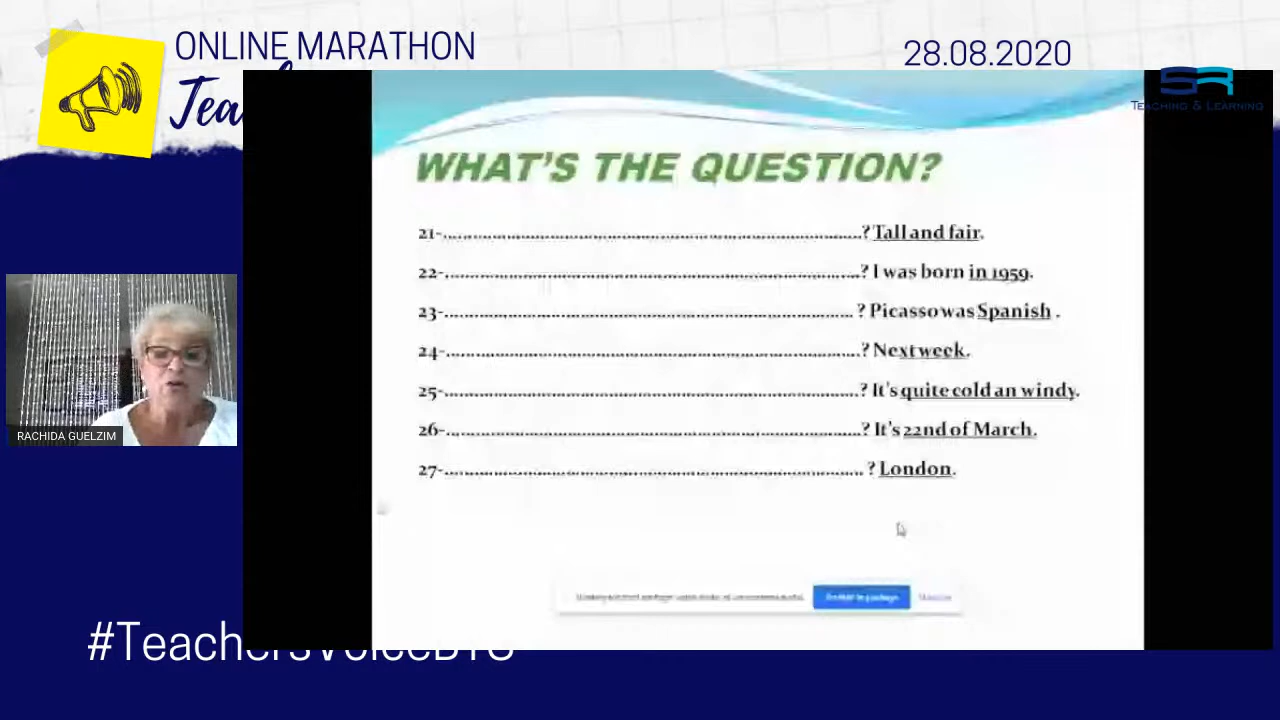 ONLINE MARATHON
28.08.2020
Tea
SR
TEACHING & LEARNING
WHAT'S THE QUESTION?
21-.......................................................................................? Tall and fair.
22-.......................................................................................? I was born in 1959.
23-....................................................................................... ? Picasso was Spanish .
24-.......................................................................................? Next week.
25-.......................................................................................? It's quite cold an windy.
26-.......................................................................................? It's 22nd of March.
27-....................................................................................... ? London.
RACHIDA GUELZIM
#TeachersVoice